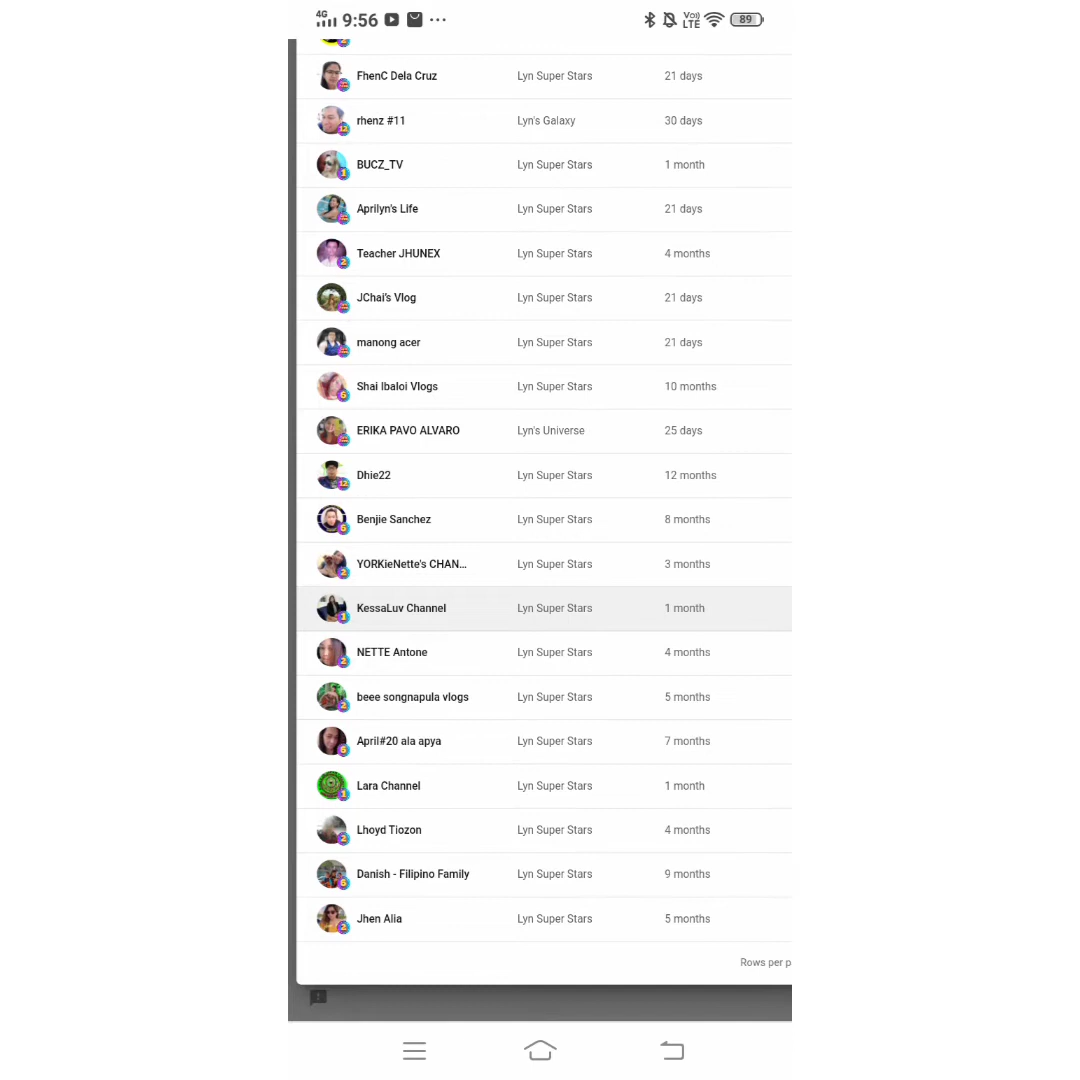 4G 9:56 ... VoD LTE 89
FhenC Dela Cruz Lyn Super Stars 21 days
rhenz #11 Lyn's Galaxy 30 days
BUCZ_TV Lyn Super Stars 1 month
Aprilyn's Life Lyn Super Stars 21 days
Teacher JHUNEX Lyn Super Stars 4 months
JChai's Vlog Lyn Super Stars 21 days
manong acer Lyn Super Stars 21 days
Shai Ibaloi Vlogs Lyn Super Stars 10 months
ERIKA PAVO ALVARO Lyn's Universe 25 days
Dhie22 Lyn Super Stars 12 months
Benjie Sanchez Lyn Super Stars 8 months
YORKieNette's CHAN... Lyn Super Stars 3 months
KessaLuv Channel Lyn Super Stars 1 month
NETTE Antone Lyn Super Stars 4 months
beee songnapula vlogs Lyn Super Stars 5 months
April#20 ala apya Lyn Super Stars 7 months
Lara Channel Lyn Super Stars 1 month
Lhoyd Tiozon Lyn Super Stars 4 months
Danish - Filipino Family Lyn Super Stars 9 months
Jhen Alia Lyn Super Stars 5 months
Rows per p